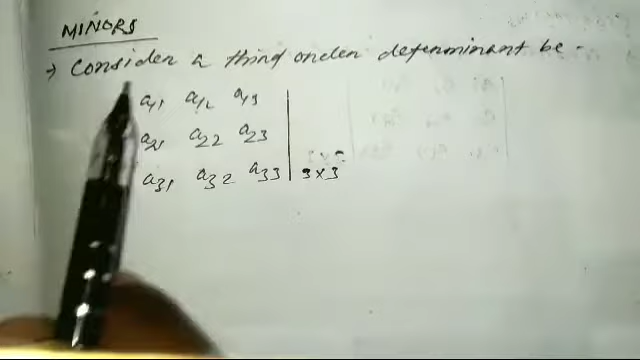 MINORS
→ Consider a third order determinant be -
a11 a12 a13
a21 a22 a23
a31 a32 a33 3×3